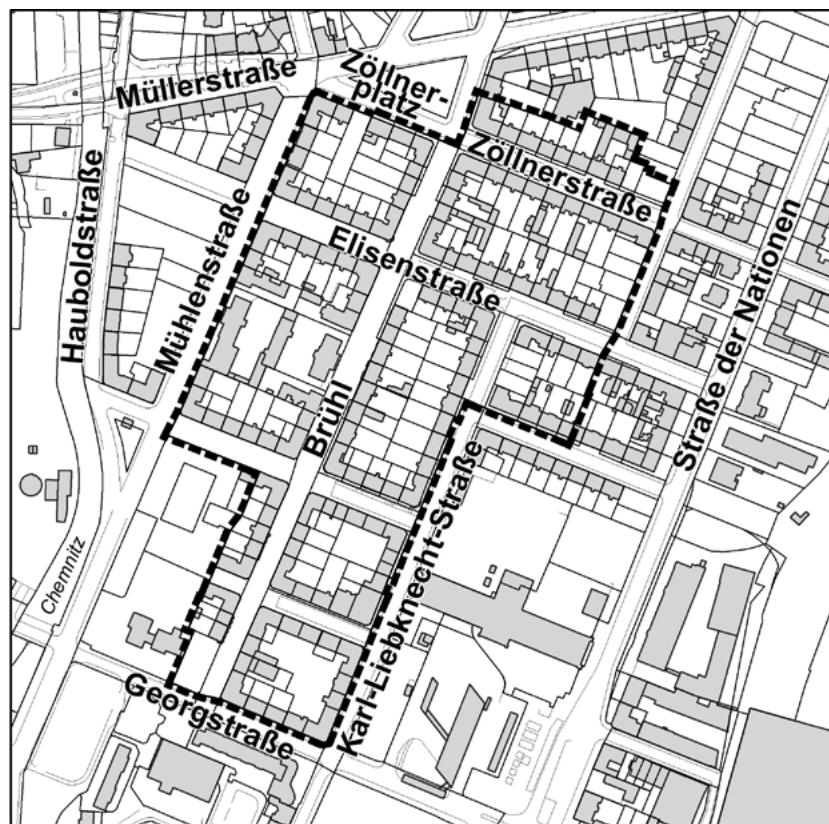 Müllerstraße
Zöllner-
platz
Zöllnerstraße
Hauboldstraße
Mühlenstraße
Elisenstraße
Straße der Nationen
Brühl
Karl-Liebknecht-Straße
Chemnitz
Georgstraße